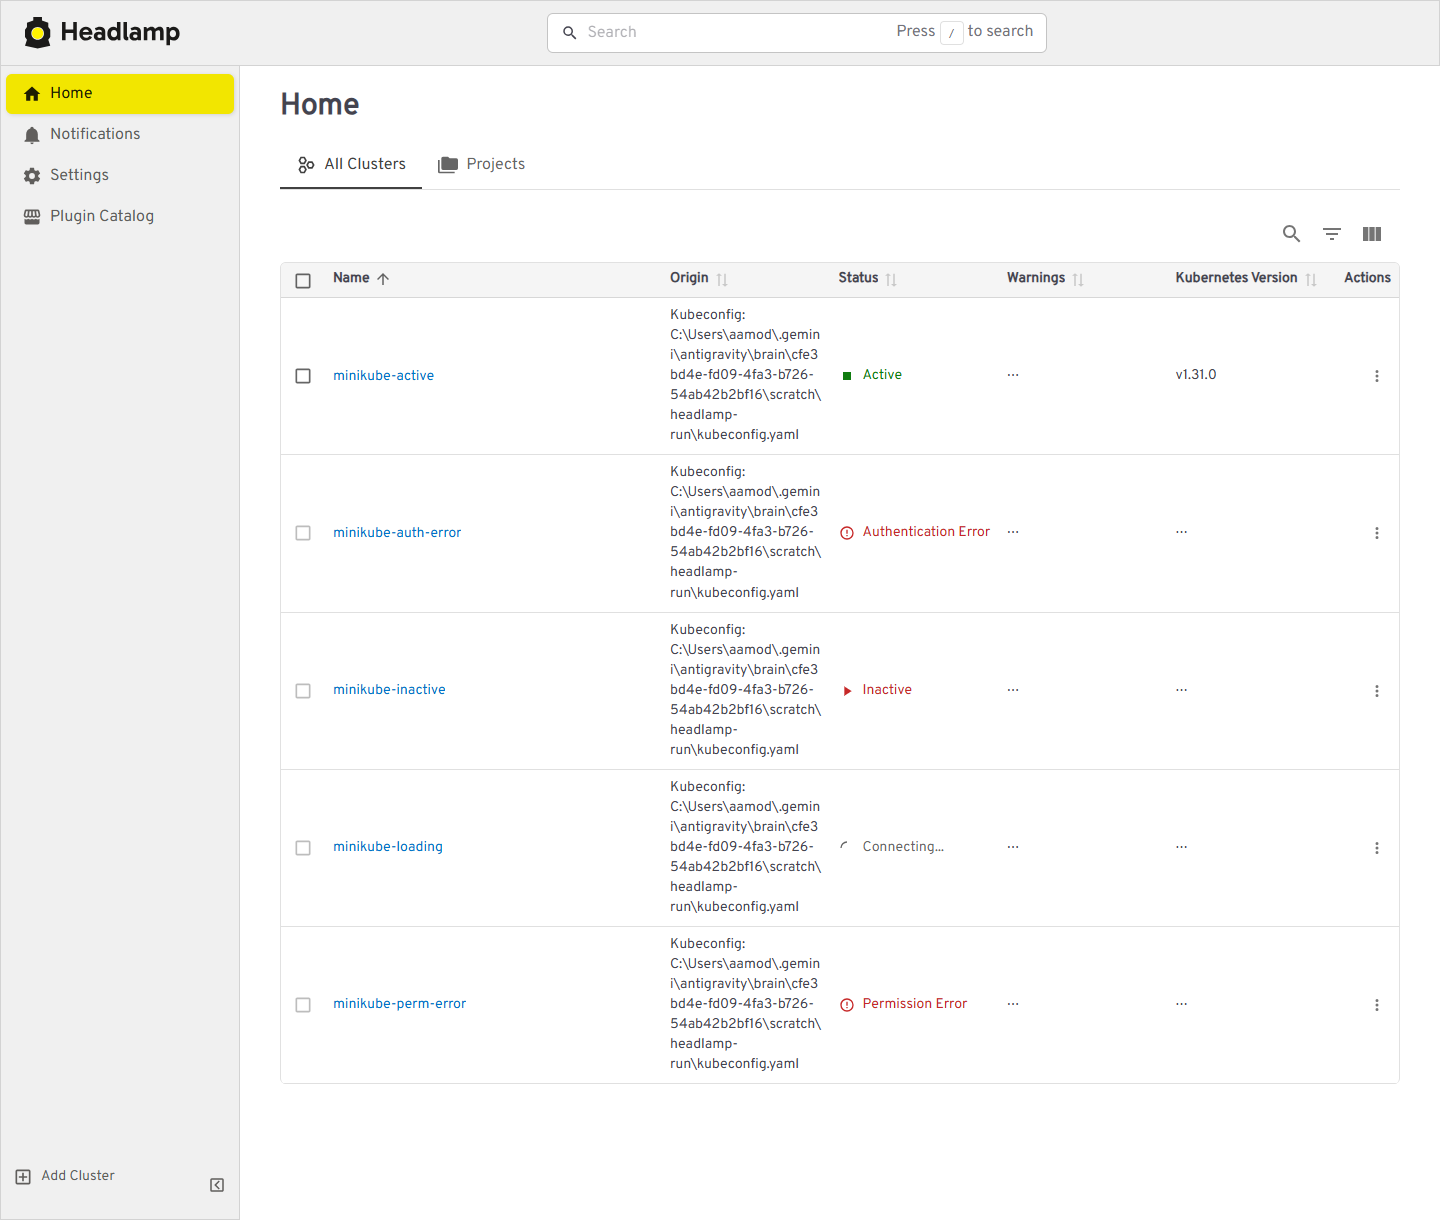 Headlamp
Search
Press / to search
Home
Notifications
Settings
Plugin Catalog
Home
All Clusters
Projects
Name
Origin
Status
Warnings
Kubernetes Version
Actions
minikube-active
Kubeconfig:
C:\Users\aamod\.gemin
i\antigravity\brain\cfe3
bd4e-fd09-4fa3-b726-
54ab42b2bf16\scratch\
headlamp-
run\kubeconfig.yaml
Active
⋯
v1.31.0
minikube-auth-error
Kubeconfig:
C:\Users\aamod\.gemin
i\antigravity\brain\cfe3
bd4e-fd09-4fa3-b726-
54ab42b2bf16\scratch\
headlamp-
run\kubeconfig.yaml
Authentication Error
⋯
⋯
minikube-inactive
Kubeconfig:
C:\Users\aamod\.gemin
i\antigravity\brain\cfe3
bd4e-fd09-4fa3-b726-
54ab42b2bf16\scratch\
headlamp-
run\kubeconfig.yaml
Inactive
⋯
⋯
minikube-loading
Kubeconfig:
C:\Users\aamod\.gemin
i\antigravity\brain\cfe3
bd4e-fd09-4fa3-b726-
54ab42b2bf16\scratch\
headlamp-
run\kubeconfig.yaml
Connecting...
⋯
⋯
minikube-perm-error
Kubeconfig:
C:\Users\aamod\.gemin
i\antigravity\brain\cfe3
bd4e-fd09-4fa3-b726-
54ab42b2bf16\scratch\
headlamp-
run\kubeconfig.yaml
Permission Error
⋯
⋯
Add Cluster